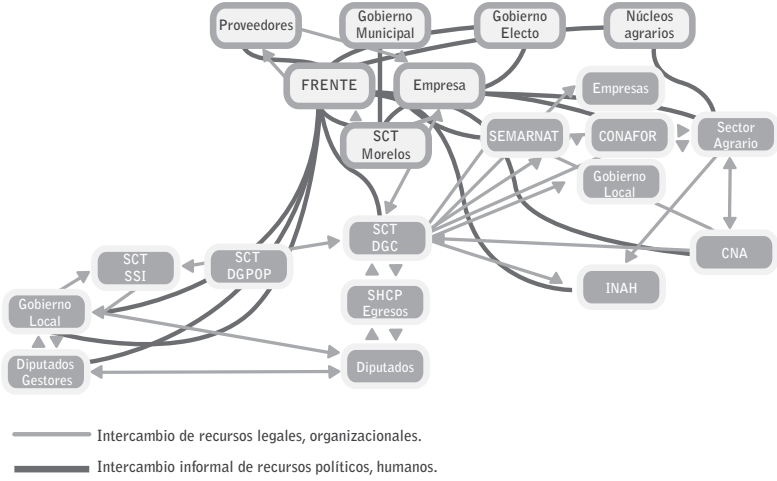 Proveedores
Gobierno
Municipal
Gobierno
Electo
Núcleos
agrarios
FRENTE
Empresa
Empresas
SCT
Morelos
SEMARNAT
CONAFOR
Sector
Agrario
Gobierno
Local
SCT
DGC
CNA
SCT
SSI
SCT
DGPOP
INAH
SHCP
Egresos
Gobierno
Local
Diputados
Gestores
Diputados
Intercambio de recursos legales, organizacionales.
Intercambio informal de recursos políticos, humanos.